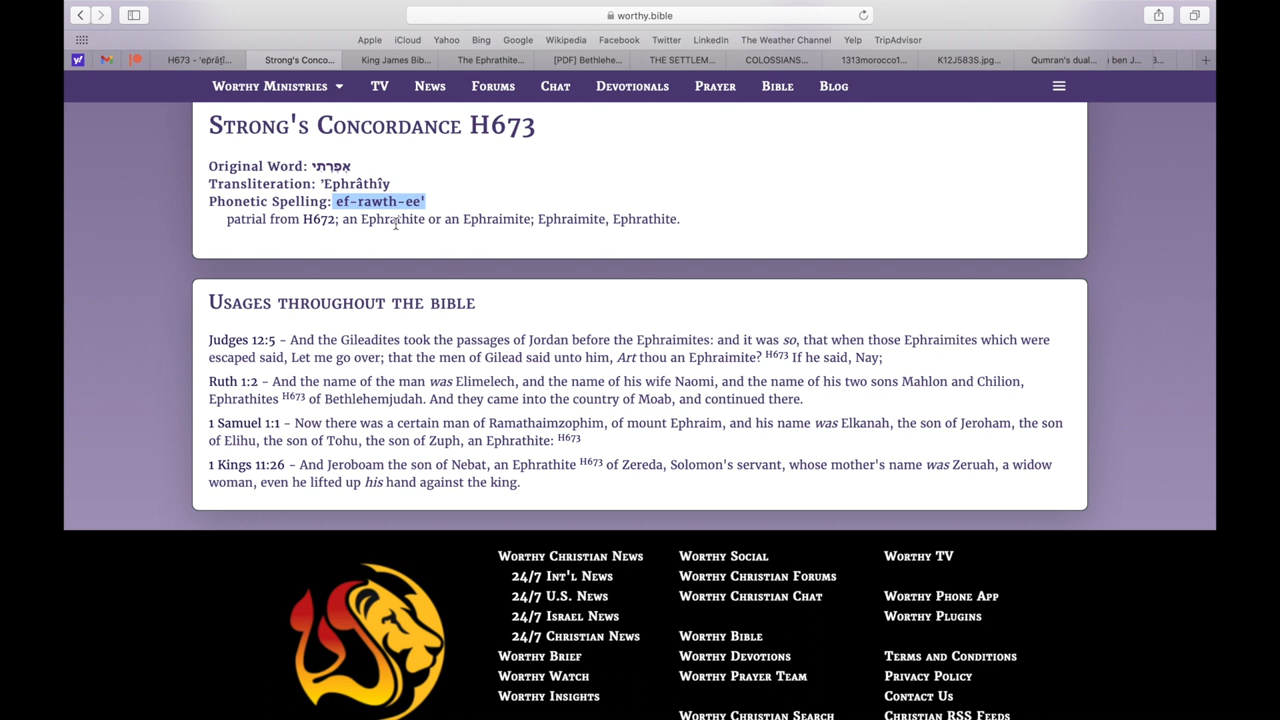 worthy.bible
Apple iCloud Yahoo Bing Google Wikipedia Facebook Twitter LinkedIn The Weather Channel Yelp TripAdvisor
H673 - 'ep̄rāṯî... Strong's Conco... King James Bib... The Ephrathite... [PDF] Bethlehe... THE SETTLEM... COLOSSIANS... 1313morocco1... K12J583S.jpg... Qumran's dual... ben J...
Worthy Ministries TV News Forums Chat Devotionals Prayer Bible Blog
Strong's Concordance H673
Original Word: אֶפְרָתִי
Transliteration: ʼEphrâthîy
Phonetic Spelling: ef-rawth-ee'
patrial from H672; an Ephrathite or an Ephraimite; Ephraimite, Ephrathite.
Usages throughout the bible
Judges 12:5 - And the Gileadites took the passages of Jordan before the Ephraimites: and it was so, that when those Ephraimites which were
escaped said, Let me go over; that the men of Gilead said unto him, Art thou an Ephraimite? H673 If he said, Nay;
Ruth 1:2 - And the name of the man was Elimelech, and the name of his wife Naomi, and the name of his two sons Mahlon and Chilion,
Ephrathites H673 of Bethlehemjudah. And they came into the country of Moab, and continued there.
1 Samuel 1:1 - Now there was a certain man of Ramathaimzophim, of mount Ephraim, and his name was Elkanah, the son of Jeroham, the son
of Elihu, the son of Tohu, the son of Zuph, an Ephrathite: H673
1 Kings 11:26 - And Jeroboam the son of Nebat, an Ephrathite H673 of Zereda, Solomon's servant, whose mother's name was Zeruah, a widow
woman, even he lifted up his hand against the king.
Worthy Christian News
24/7 Int'l News
24/7 U.S. News
24/7 Israel News
24/7 Christian News
Worthy Brief
Worthy Watch
Worthy Insights
Worthy Social
Worthy Christian Forums
Worthy Christian Chat
Worthy Bible
Worthy Devotions
Worthy Prayer Team
Worthy Christian Search
Worthy TV
Worthy Phone App
Worthy Plugins
Terms and Conditions
Privacy Policy
Contact Us
Christian RSS Feeds